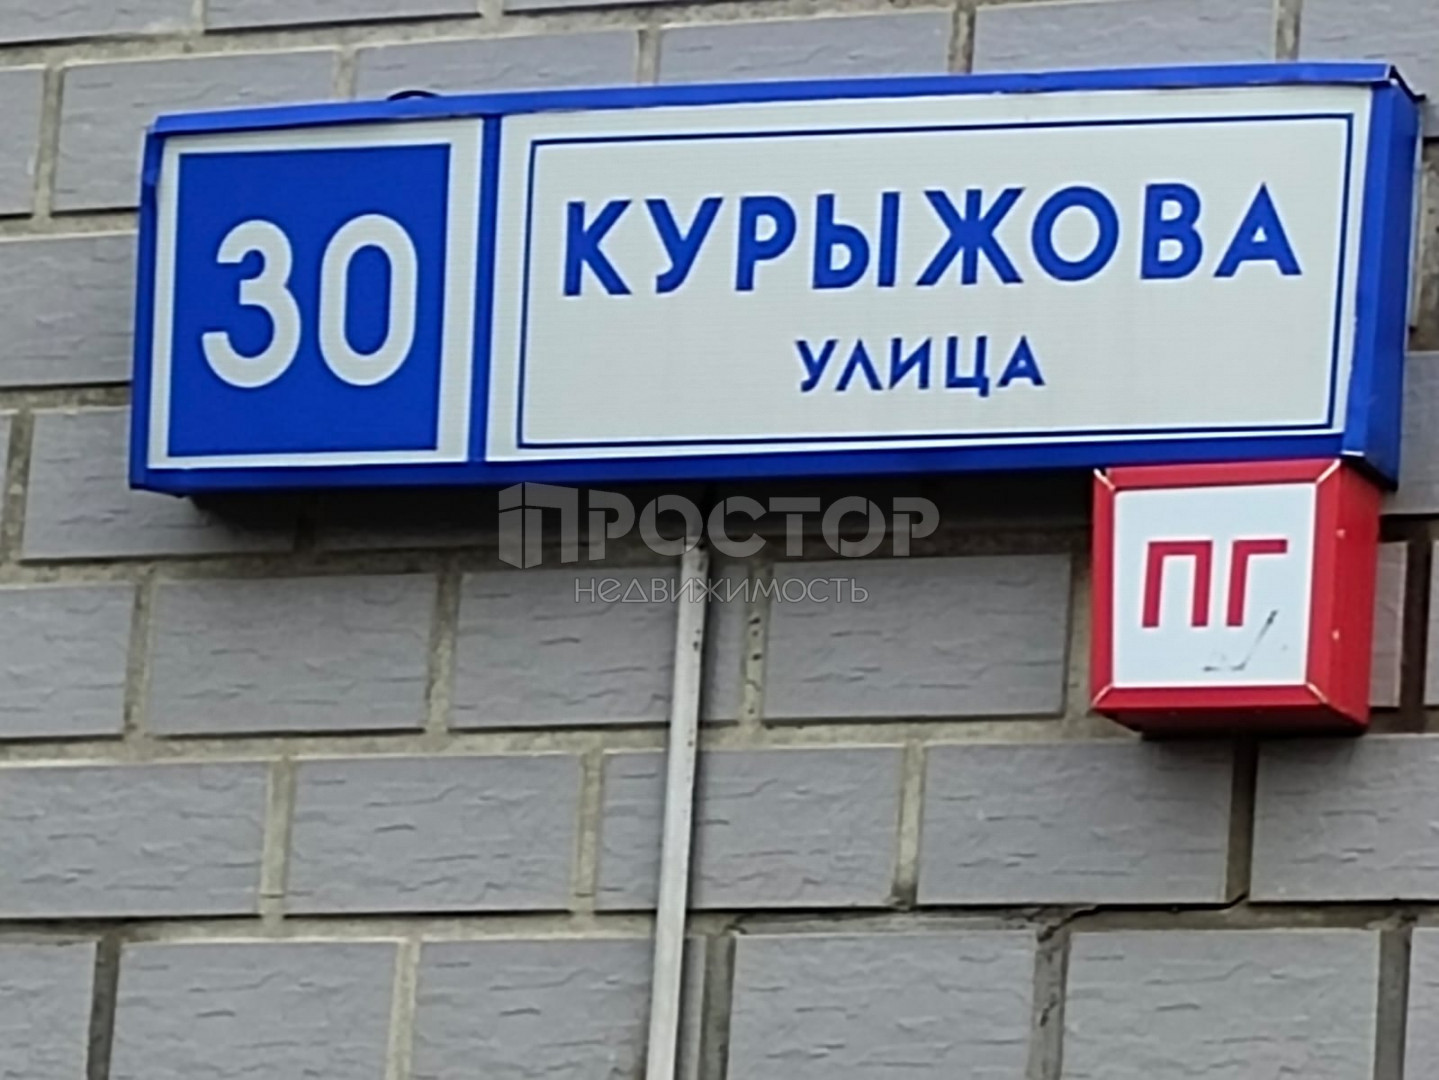 30
КУРЫЖОВА
УЛИЦА
ПРОСТОР
НЕДВИЖИМОСТЬ
ПГ